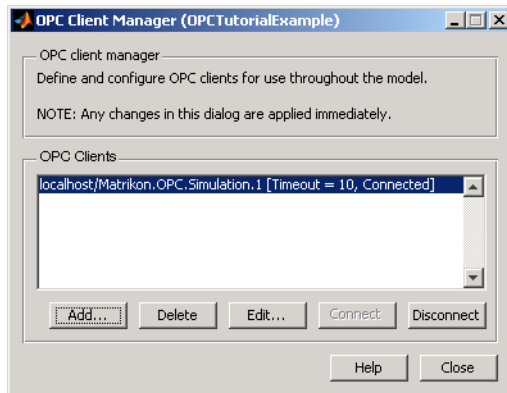 OPC Client Manager (OPCTutorialExample)
OPC client manager
Define and configure OPC clients for use throughout the model.
NOTE: Any changes in this dialog are applied immediately.
OPC Clients
localhost/Matrikon.OPC.Simulation.1 [Timeout = 10, Connected]
Add... Delete Edit... Connect Disconnect
Help Close